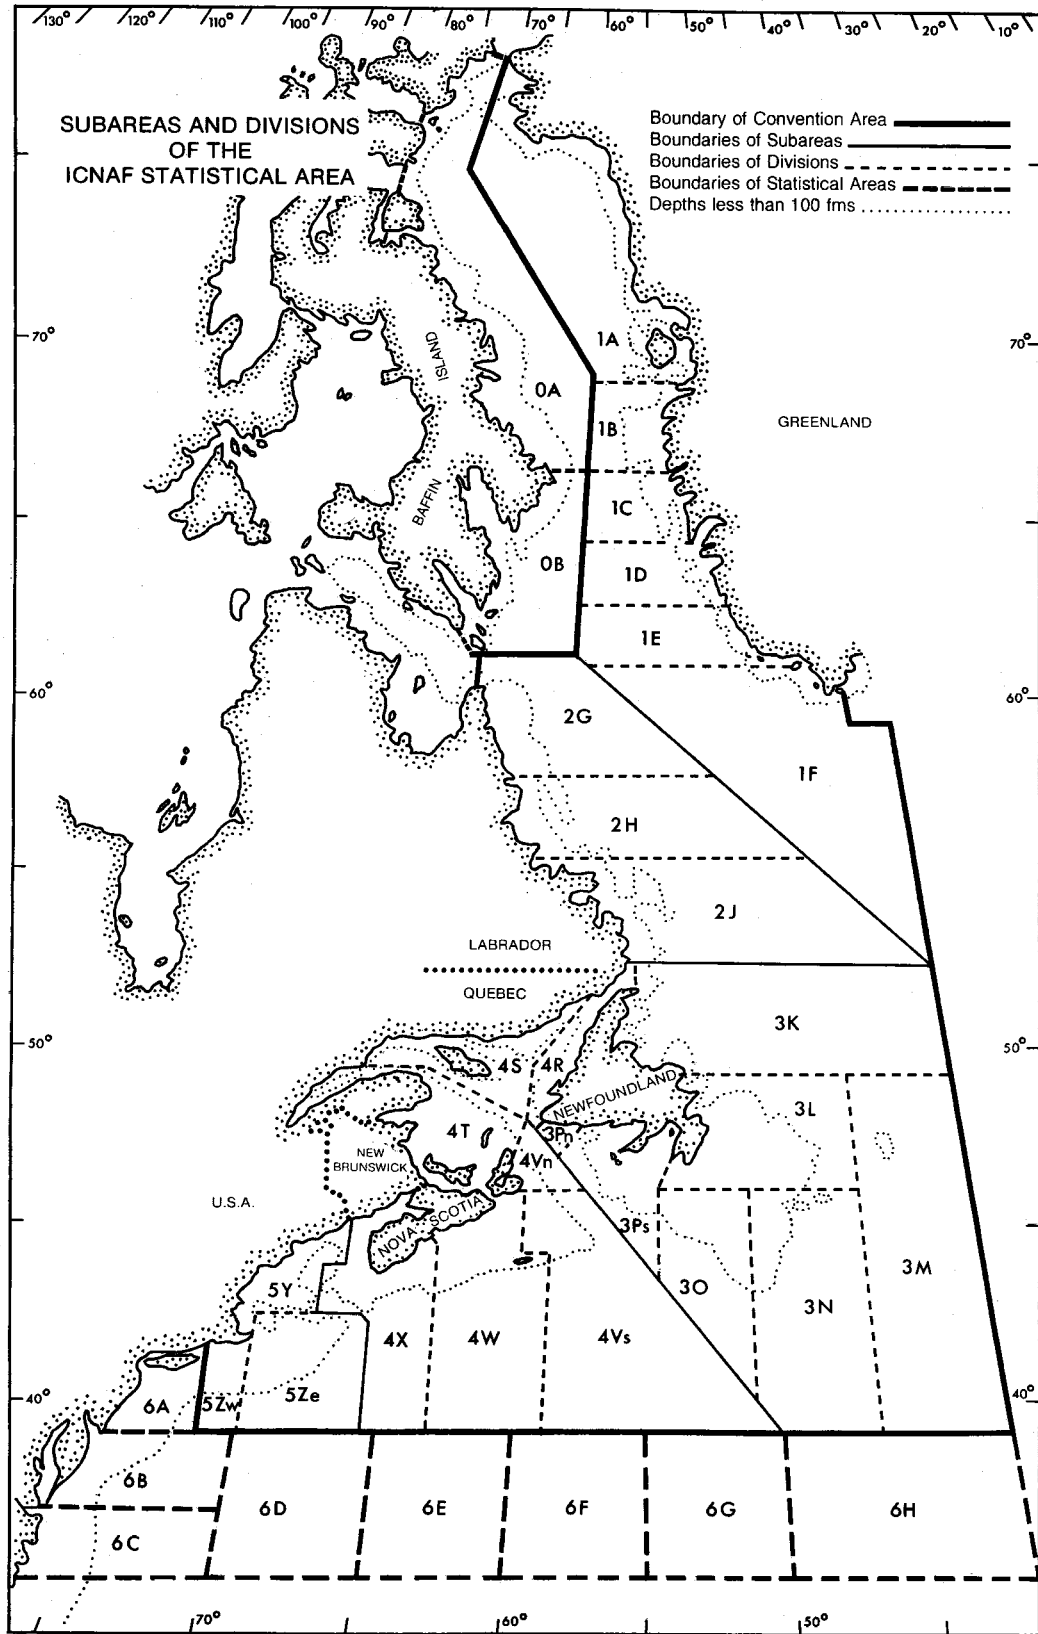 130° 120° 110° 100° 90° 80° 70° 60° 50° 40° 30° 20° 10°
SUBAREAS AND DIVISIONS
OF THE
ICNAF STATISTICAL AREA
Boundary of Convention Area
Boundaries of Subareas
Boundaries of Divisions
Boundaries of Statistical Areas
Depths less than 100 fms
70° 70°
1A
ISLAND
0A
1B
GREENLAND
BAFFIN
1C
0B
1D
1E
60° 60°
2G
1F
2H
2J
LABRADOR
QUEBEC
3K
50° 50°
4S 4R
NEWFOUNDLAND
3L
4T
3Pn
NEW
BRUNSWICK
4Vn
U.S.A.
NOVA SCOTIA
3Ps
3M
5Y
3O
3N
4X 4W 4Vs
40° 40°
6A 5Zw 5Ze
6B
6D 6E 6F 6G 6H
6C
70° 60° 50°